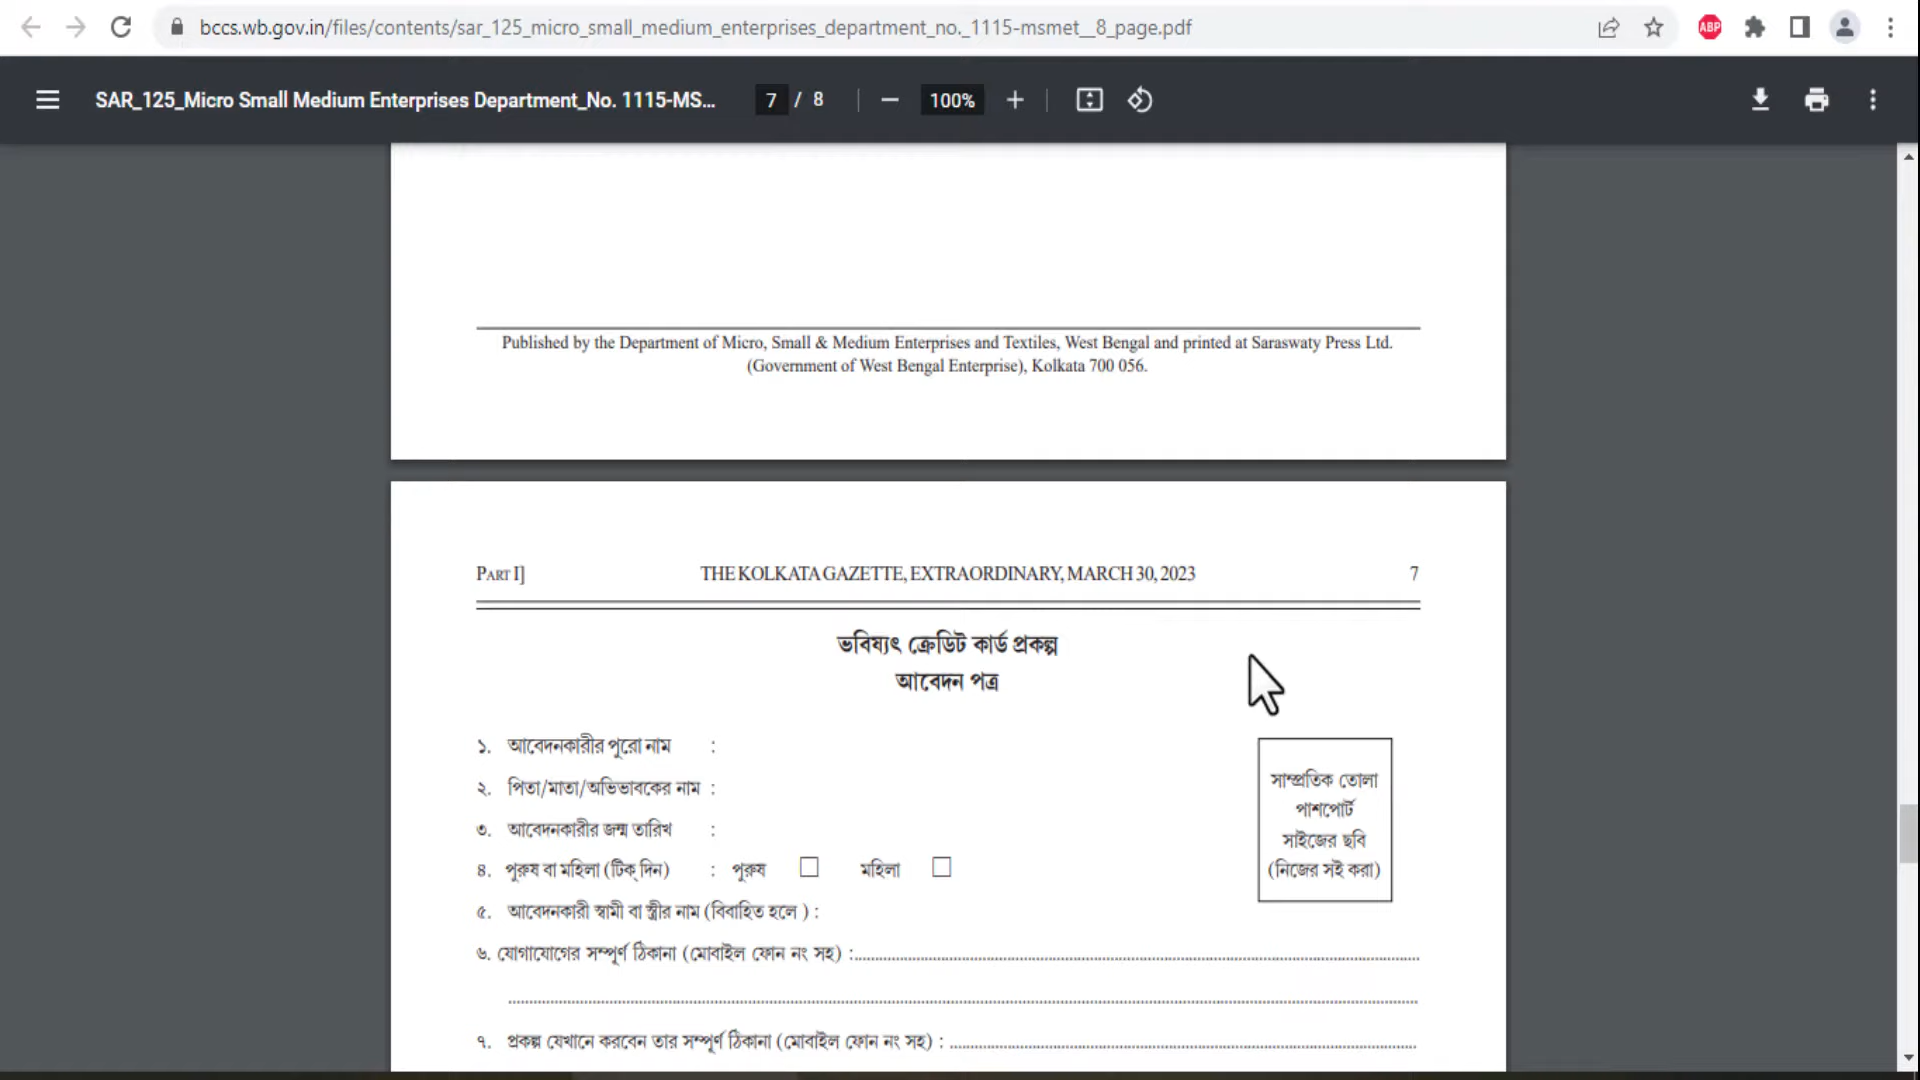 bccs.wb.gov.in/files/contents/sar_125_micro_small_medium_enterprises_department_no._1115-msmet__8_page.pdf
ABP
SAR_125_Micro Small Medium Enterprises Department_No. 1115-MS...
7 / 8
100%
Published by the Department of Micro, Small & Medium Enterprises and Textiles, West Bengal and printed at Saraswaty Press Ltd.
(Government of West Bengal Enterprise), Kolkata 700 056.
PART I] THE KOLKATA GAZETTE, EXTRAORDINARY, MARCH 30, 2023 7
ভবিষ্যৎ ক্রেডিট কার্ড প্রকল্প
আবেদন পত্র
১. আবেদনকারীর পুরো নাম :
২. পিতা/মাতা/অভিভাবকের নাম :
৩. আবেদনকারীর জন্ম তারিখ :
৪. পুরুষ বা মহিলা (টিক্ দিন) : পুরুষ মহিলা
৫. আবেদনকারী স্বামী বা স্ত্রীর নাম (বিবাহিত হলে ) :
৬. যোগাযোগের সম্পূর্ণ ঠিকানা (মোবাইল ফোন নং সহ) :
৭. প্রকল্প যেখানে করবেন তার সম্পূর্ণ ঠিকানা (মোবাইল ফোন নং সহ) :
সাম্প্রতিক তোলা
পাশপোর্ট
সাইজের ছবি
(নিজের সই করা)